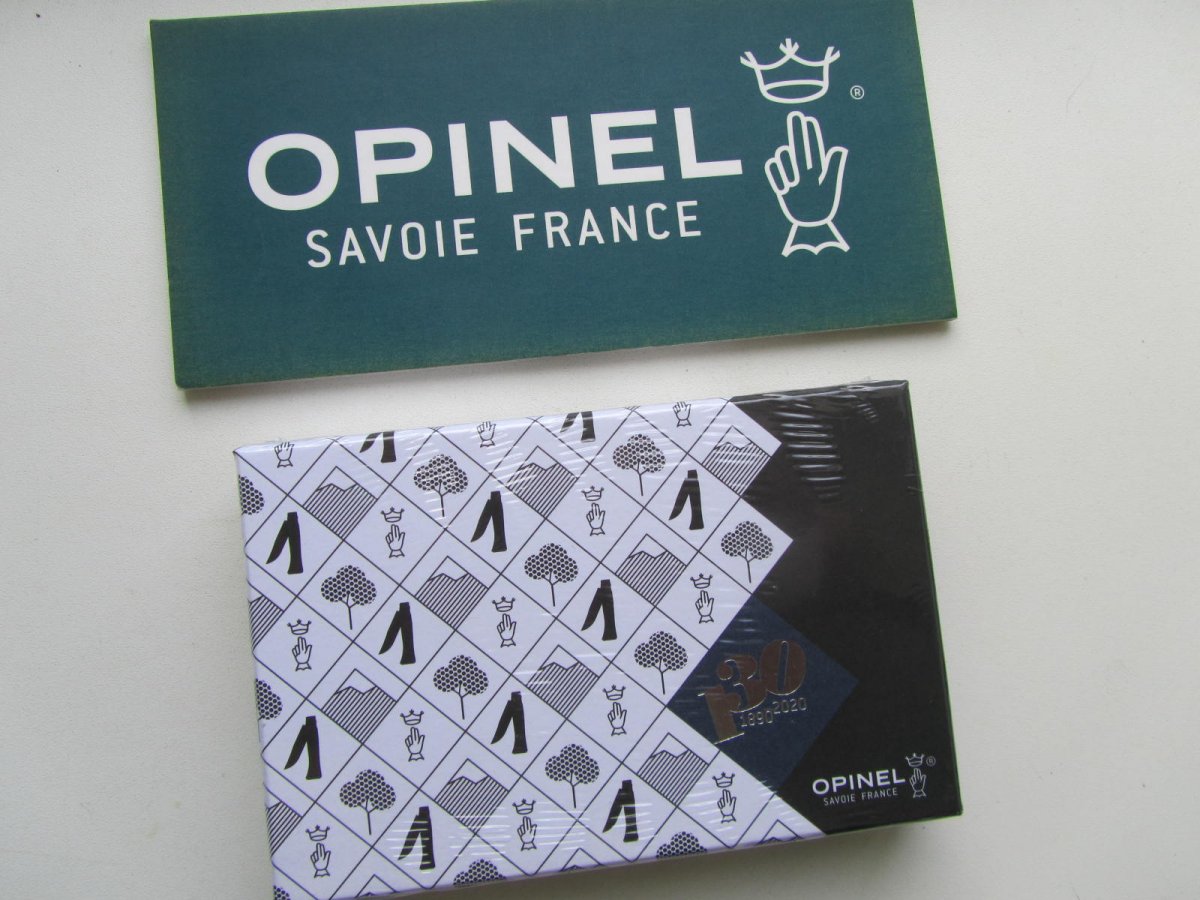 OPINEL
SAVOIE FRANCE
®
130
1890 2020
OPINEL
SAVOIE FRANCE
®